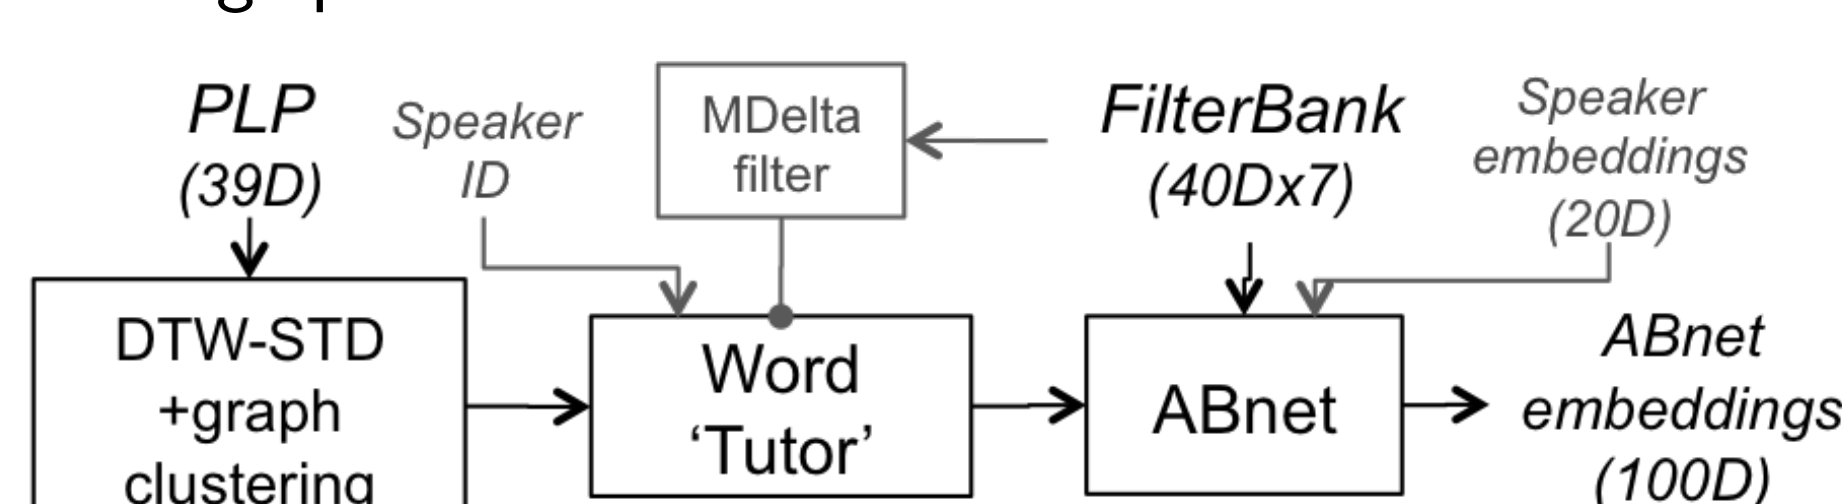 PLP
(39D)
Speaker
ID
MDelta
filter
FilterBank
(40Dx7)
Speaker
embeddings
(20D)
DTW-STD
+graph
clustering
Word
‘Tutor’
ABnet
ABnet
embeddings
(100D)